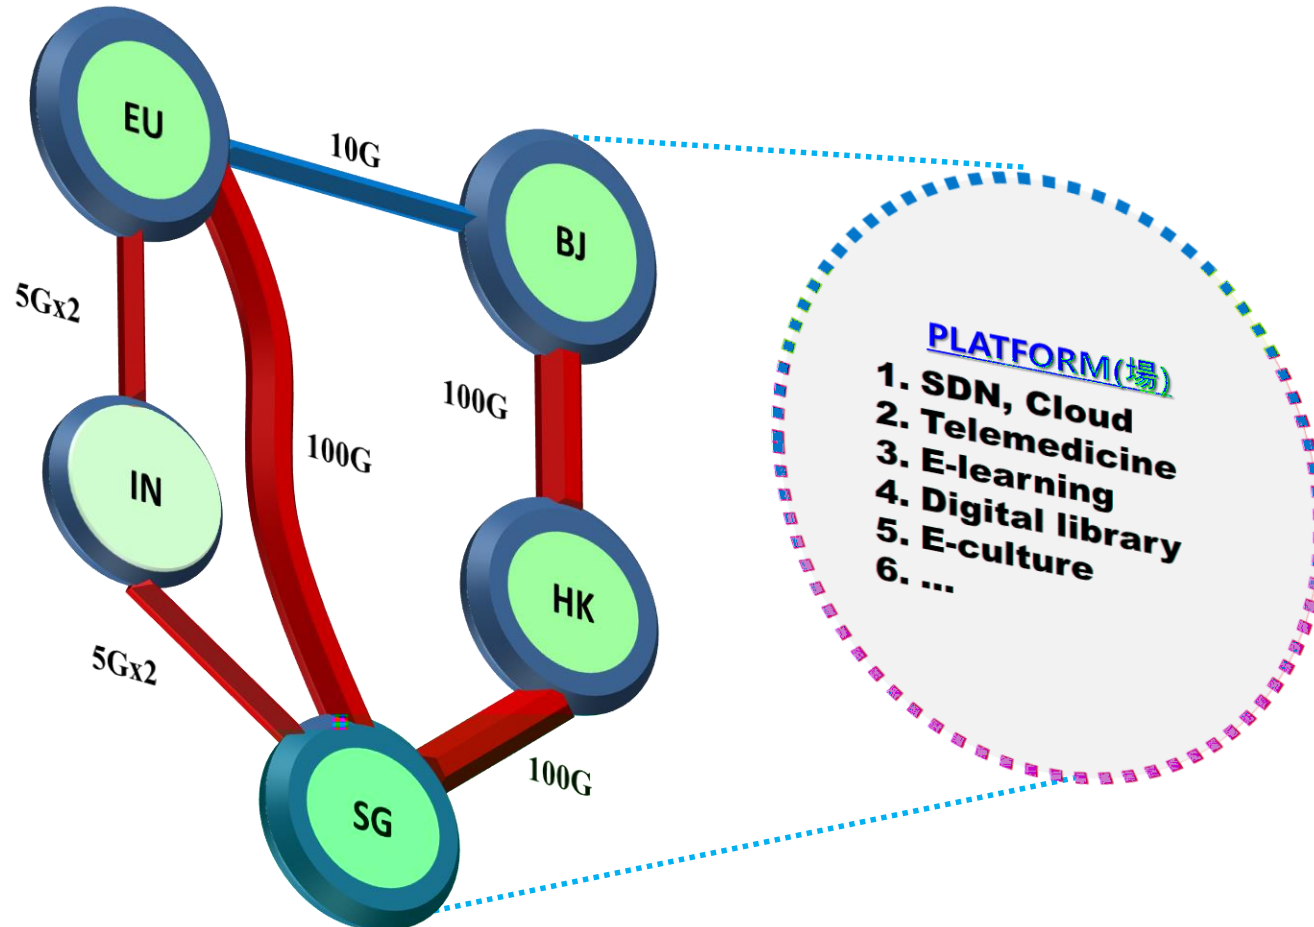 EU
10G
BJ
5Gx2
100G
100G
IN
HK
5Gx2
100G
SG
PLATFORM(場)
1. SDN, Cloud
2. Telemedicine
3. E-learning
4. Digital library
5. E-culture
6. ...